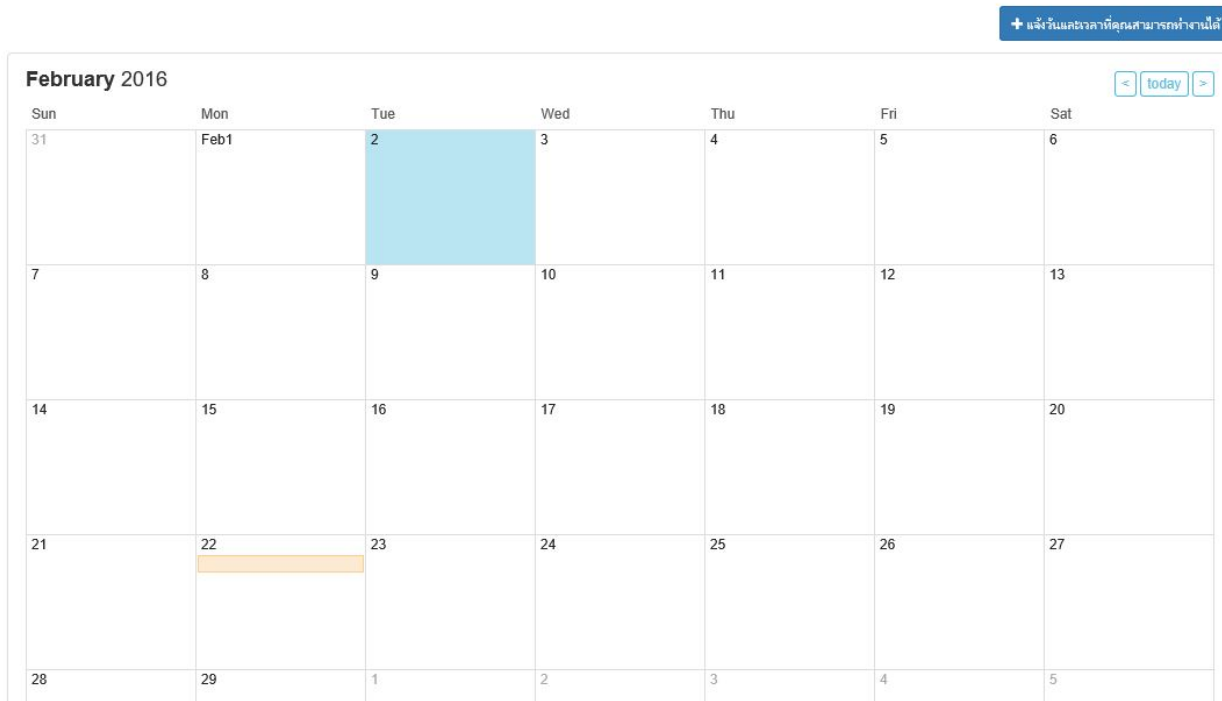 + แจ้งวันและเวลาที่คุณสามารถทำงานได้
February 2016
< today >
Sun Mon Tue Wed Thu Fri Sat
31 Feb1 2 3 4 5 6
7 8 9 10 11 12 13
14 15 16 17 18 19 20
21 22 23 24 25 26 27
28 29 1 2 3 4 5